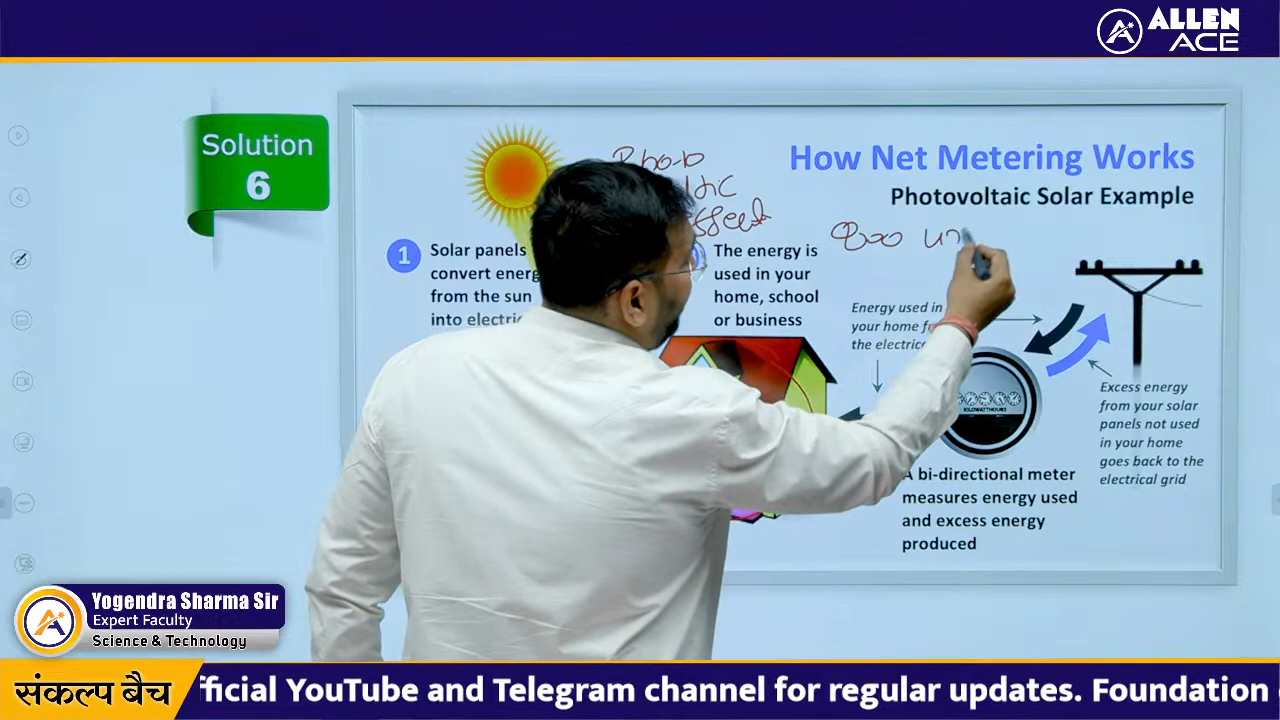 ALLEN
ACE
Solution
6
How Net Metering Works
Photovoltaic Solar Example
1
Solar panels
convert energ
from the sun
into electric
The energy is
used in your
home, school
or business
Energy used in
your home f
the electric
KILOWATTHOURS
Excess energy
from your solar
panels not used
in your home
goes back to the
electrical grid
A bi-directional meter
measures energy used
and excess energy
produced
Yogendra Sharma Sir
Expert Faculty
Science & Technology
संकल्प बैच
fficial YouTube and Telegram channel for regular updates. Foundation